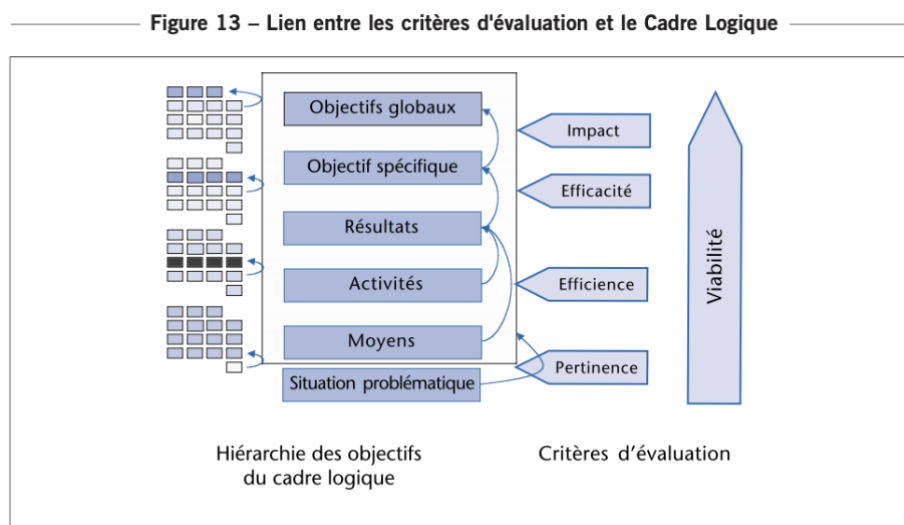 Figure 13 – Lien entre les critères d'évaluation et le Cadre Logique
Objectifs globaux
Impact
Objectif spécifique
Efficacité
Résultats
Activités
Efficience
Moyens
Pertinence
Situation problématique
Viabilité
Hiérarchie des objectifs
du cadre logique
Critères d’évaluation